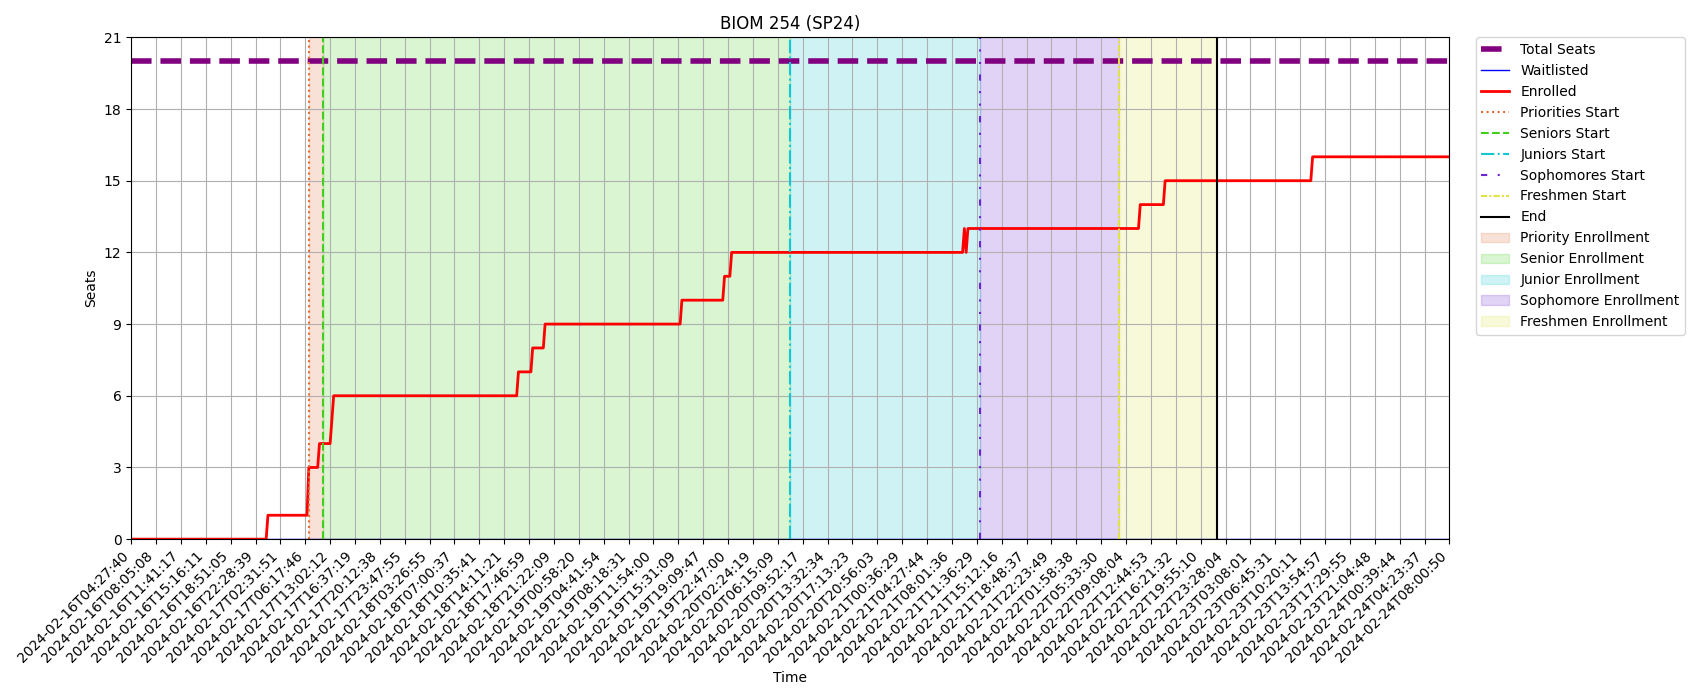 BIOM 254 (SP24)
21
18
15
12
9
6
3
0
Seats
2024-02-16T04:27:40
2024-02-16T08:05:08
2024-02-16T11:41:17
2024-02-16T15:16:11
2024-02-16T18:51:05
2024-02-16T22:28:39
2024-02-17T02:31:51
2024-02-17T06:17:46
2024-02-17T13:02:12
2024-02-17T16:37:19
2024-02-17T20:12:38
2024-02-17T23:47:55
2024-02-18T03:26:55
2024-02-18T07:00:37
2024-02-18T10:35:41
2024-02-18T14:11:21
2024-02-18T17:46:59
2024-02-18T21:22:09
2024-02-19T00:58:20
2024-02-19T04:41:54
2024-02-19T08:18:31
2024-02-19T11:54:00
2024-02-19T15:31:09
2024-02-19T19:09:47
2024-02-19T22:47:00
2024-02-20T02:24:19
2024-02-20T06:15:09
2024-02-20T09:52:17
2024-02-20T13:32:34
2024-02-20T17:13:23
2024-02-20T20:56:03
2024-02-21T00:36:29
2024-02-21T04:27:44
2024-02-21T08:01:36
2024-02-21T11:36:29
2024-02-21T15:12:16
2024-02-21T18:48:37
2024-02-21T22:23:49
2024-02-22T01:58:38
2024-02-22T05:33:30
2024-02-22T09:08:04
2024-02-22T12:44:53
2024-02-22T16:21:32
2024-02-22T19:55:10
2024-02-22T23:28:04
2024-02-23T03:08:01
2024-02-23T06:45:31
2024-02-23T10:20:11
2024-02-23T13:54:57
2024-02-23T17:29:55
2024-02-23T21:04:48
2024-02-24T00:39:44
2024-02-24T04:23:37
2024-02-24T08:00:50
Time
Total Seats
Waitlisted
Enrolled
Priorities Start
Seniors Start
Juniors Start
Sophomores Start
Freshmen Start
End
Priority Enrollment
Senior Enrollment
Junior Enrollment
Sophomore Enrollment
Freshmen Enrollment